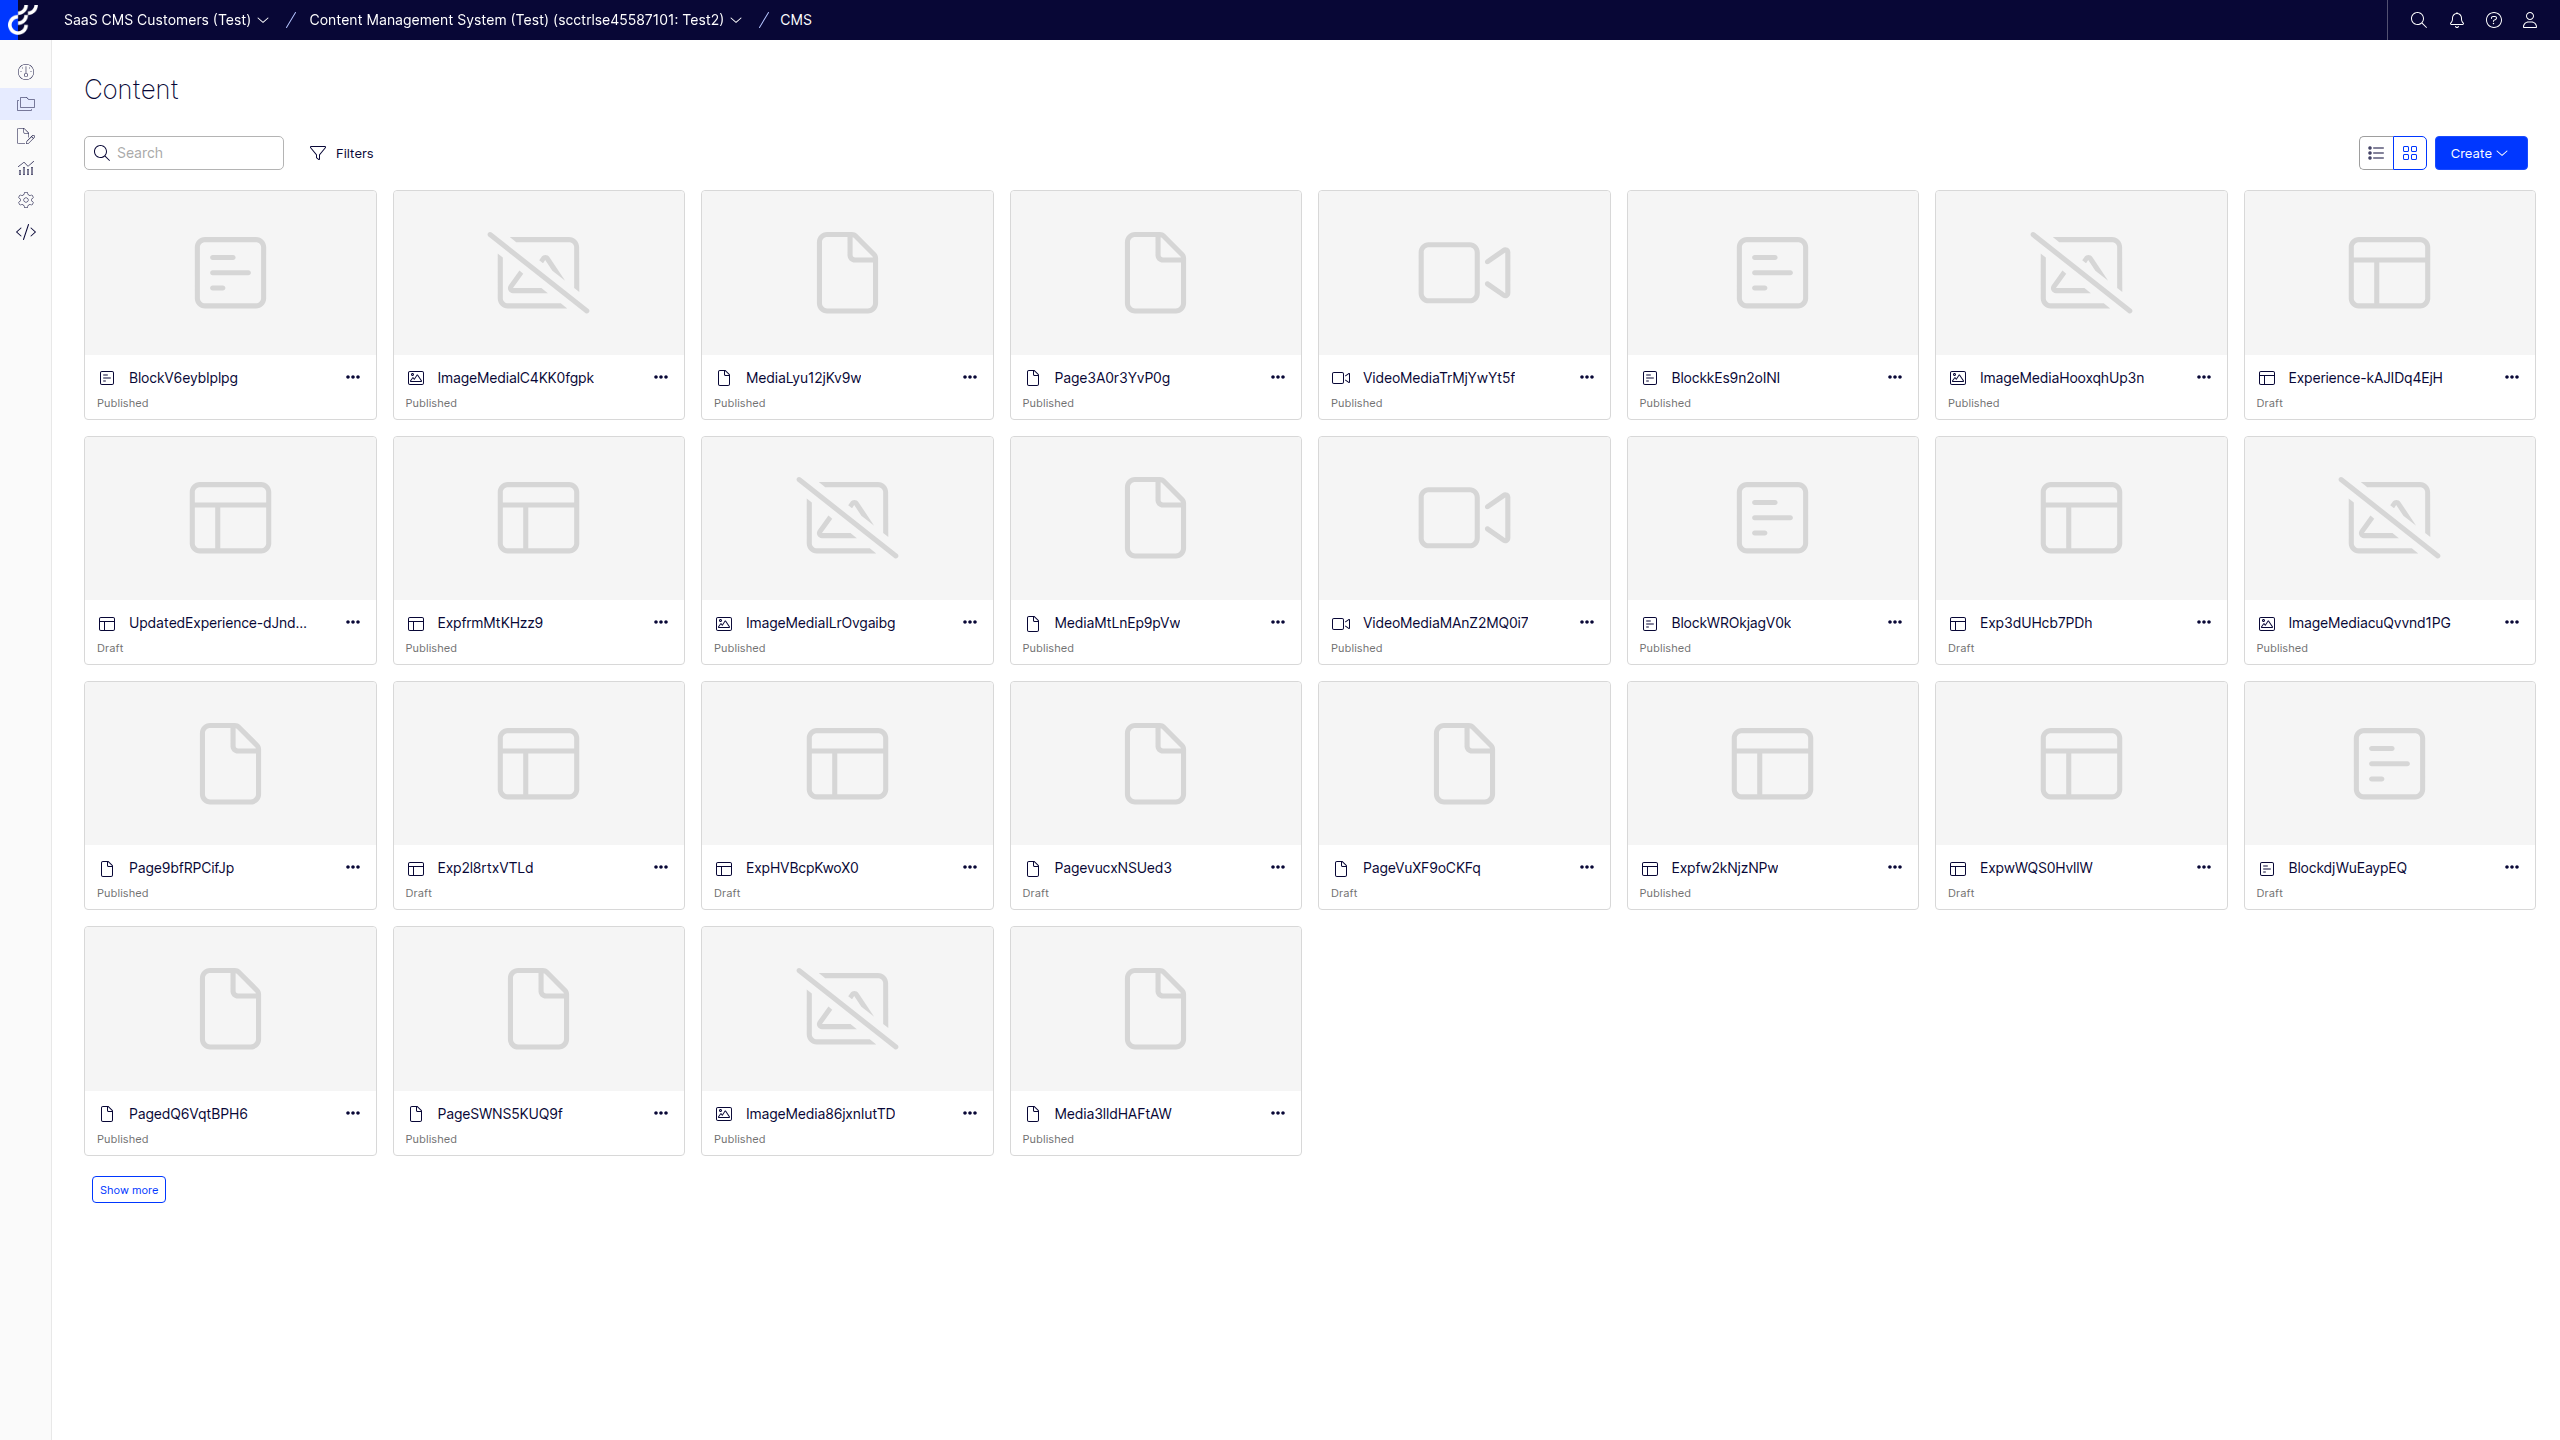 SaaS CMS Customers (Test) / Content Management System (Test) (scctrlse45587101: Test2) / CMS
Content
Search
Filters
Create
BlockV6eybIplpg
ImageMediaIC4KK0fgpk
MediaLyu12jKv9w
Page3A0r3YvP0g
VideoMediaTrMjYwYt5f
BlockkEs9n2oINI
ImageMediaHooxqhUp3n
Experience-kAJIDq4EjH
Published
Published
Published
Published
Published
Published
Published
Draft
UpdatedExperience-dJnd...
ExpfrmMtKHzz9
ImageMediaILrOvgaibg
MediaMtLnEp9pVw
VideoMediaMAnZ2MQ0i7
BlockWROkjagV0k
Exp3dUHcb7PDh
ImageMediacuQvvnd1PG
Draft
Published
Published
Published
Published
Published
Draft
Published
Page9bfRPCifJp
Exp2I8rtxVTLd
ExpHVBcpKwoX0
PagevucxNSUed3
PageVuXF9oCKFq
Expfw2kNjzNPw
ExpwWQS0HvIIW
BlockdjWuEaypEQ
Published
Draft
Draft
Draft
Draft
Published
Draft
Draft
PagedQ6VqtBPH6
PageSWNS5KUQ9f
ImageMedia86jxnlutTD
Media3lldHAFtAW
Published
Published
Published
Published
Show more